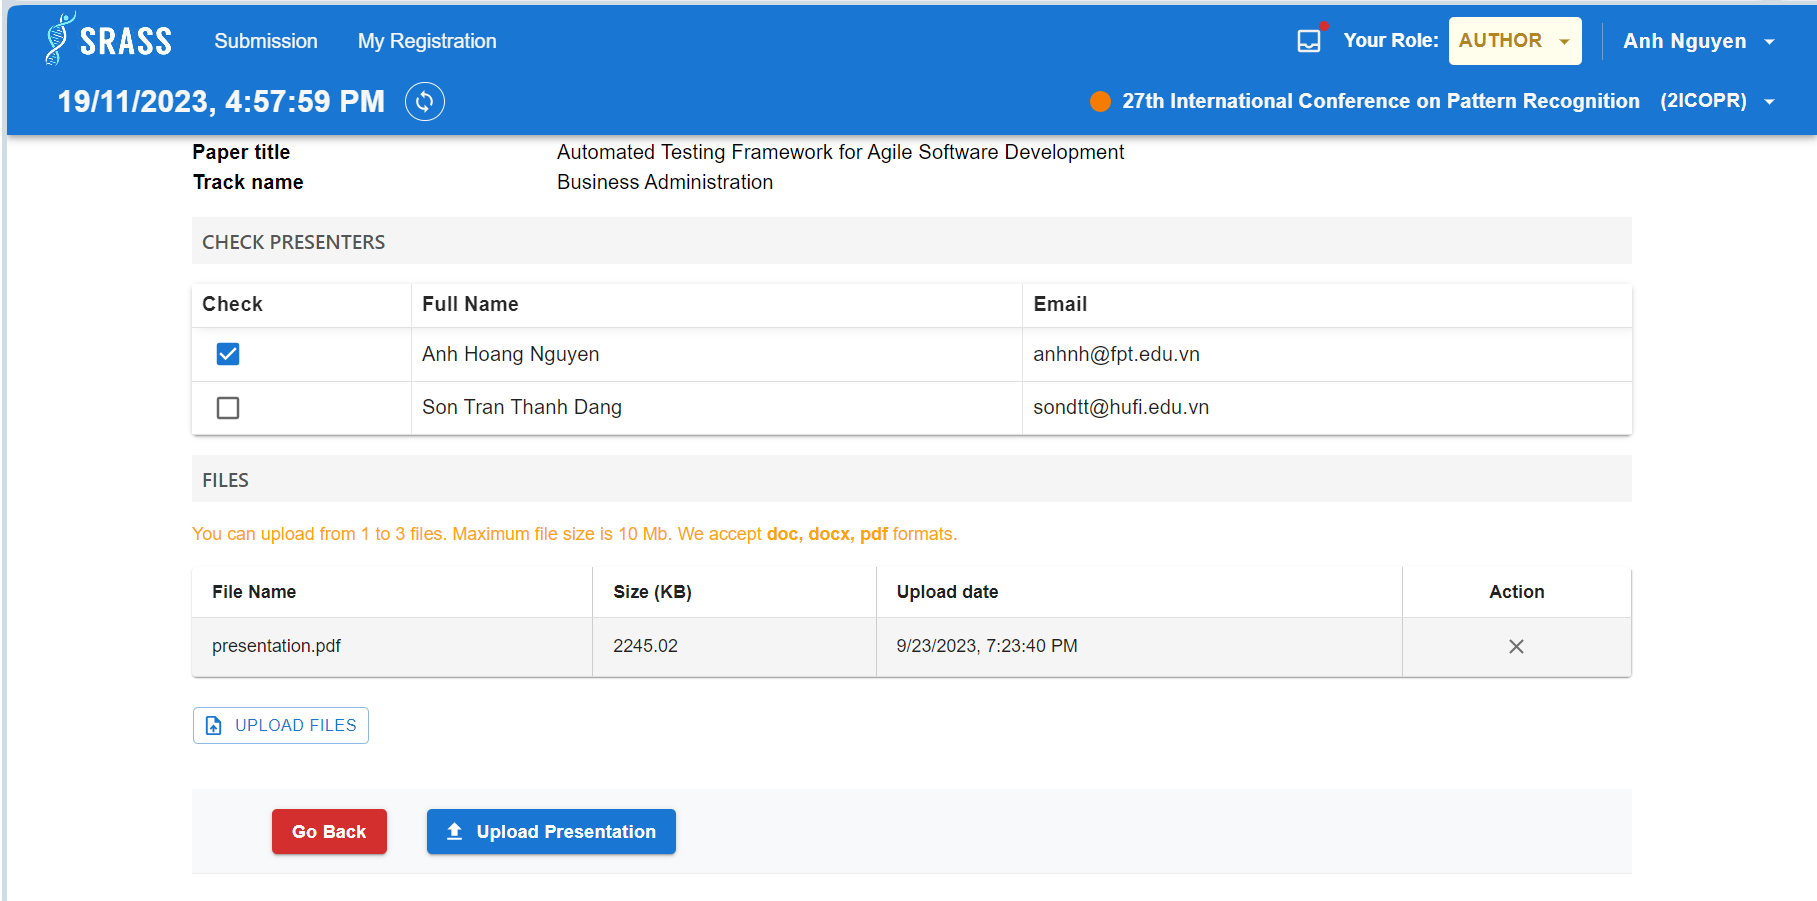 SRASS Submission My Registration Your Role: AUTHOR Anh Nguyen
19/11/2023, 4:57:59 PM 27th International Conference on Pattern Recognition (2ICOPR)
Paper title Automated Testing Framework for Agile Software Development
Track name Business Administration
CHECK PRESENTERS
Check Full Name Email
Anh Hoang Nguyen anhnh@fpt.edu.vn
Son Tran Thanh Dang sondtt@hufi.edu.vn
FILES
You can upload from 1 to 3 files. Maximum file size is 10 Mb. We accept doc, docx, pdf formats.
File Name Size (KB) Upload date Action
presentation.pdf 2245.02 9/23/2023, 7:23:40 PM
UPLOAD FILES
Go Back Upload Presentation